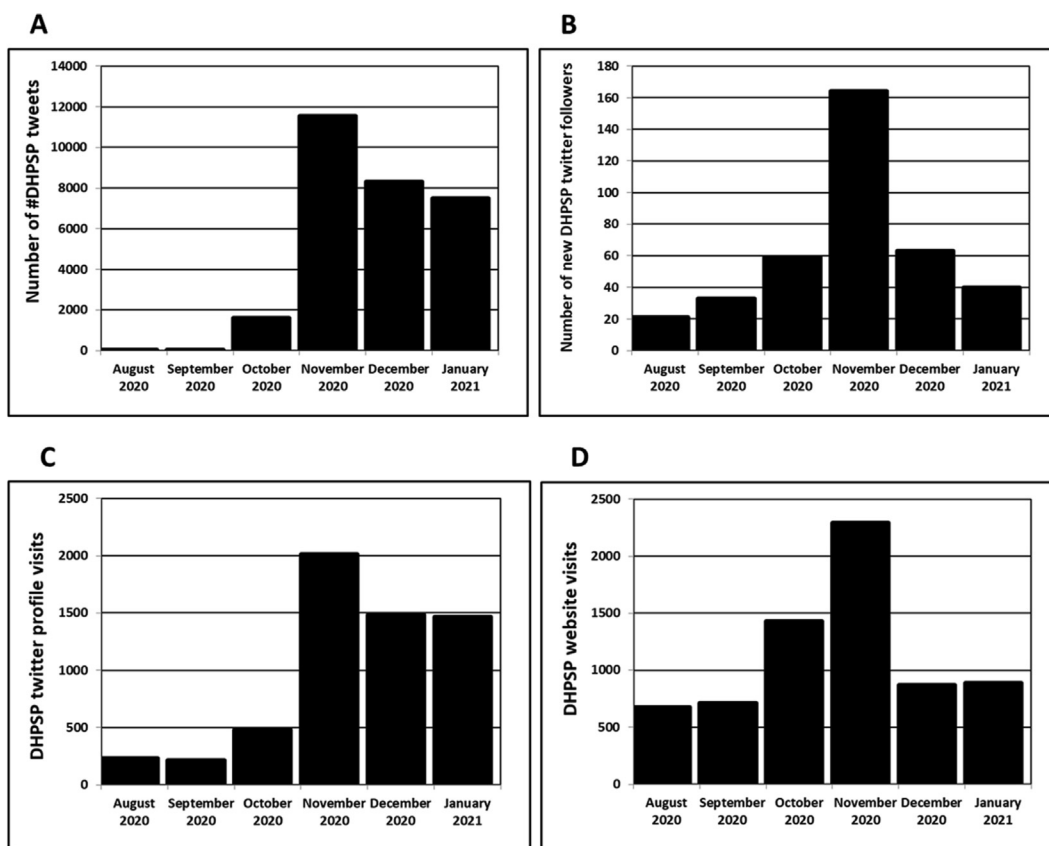 A
Number of #DHPSP tweets
14000
12000
10000
8000
6000
4000
2000
0
August 2020
September 2020
October 2020
November 2020
December 2020
January 2021
B
Number of new DHPSP twitter followers
180
160
140
120
100
80
60
40
20
0
August 2020
September 2020
October 2020
November 2020
December 2020
January 2021
C
DHPSP twitter profile visits
2500
2000
1500
1000
500
0
August 2020
September 2020
October 2020
November 2020
December 2020
January 2021
D
DHPSP website visits
2500
2000
1500
1000
500
0
August 2020
September 2020
October 2020
November 2020
December 2020
January 2021